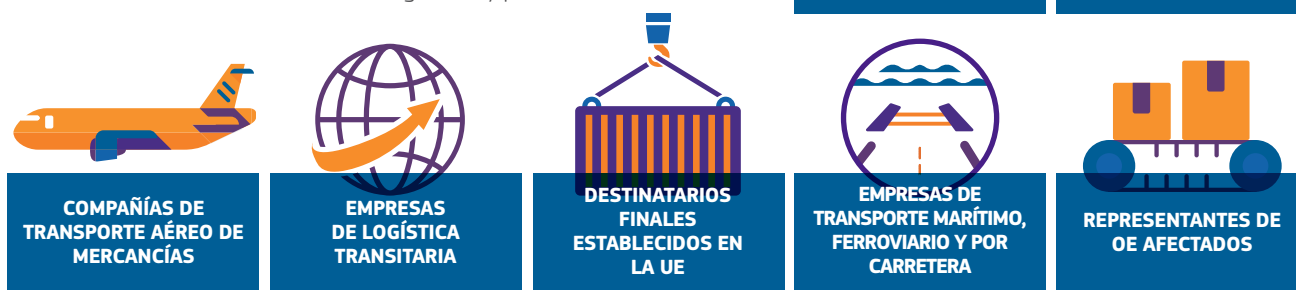 COMPAÑÍAS DE
TRANSPORTE AÉREO DE
MERCANCÍAS
EMPRESAS
DE LOGÍSTICA
TRANSITARIA
DESTINATARIOS
FINALES
ESTABLECIDOS EN
LA UE
EMPRESAS DE
TRANSPORTE MARÍTIMO,
FERROVIARIO Y POR
CARRETERA
REPRESENTANTES DE
OE AFECTADOS